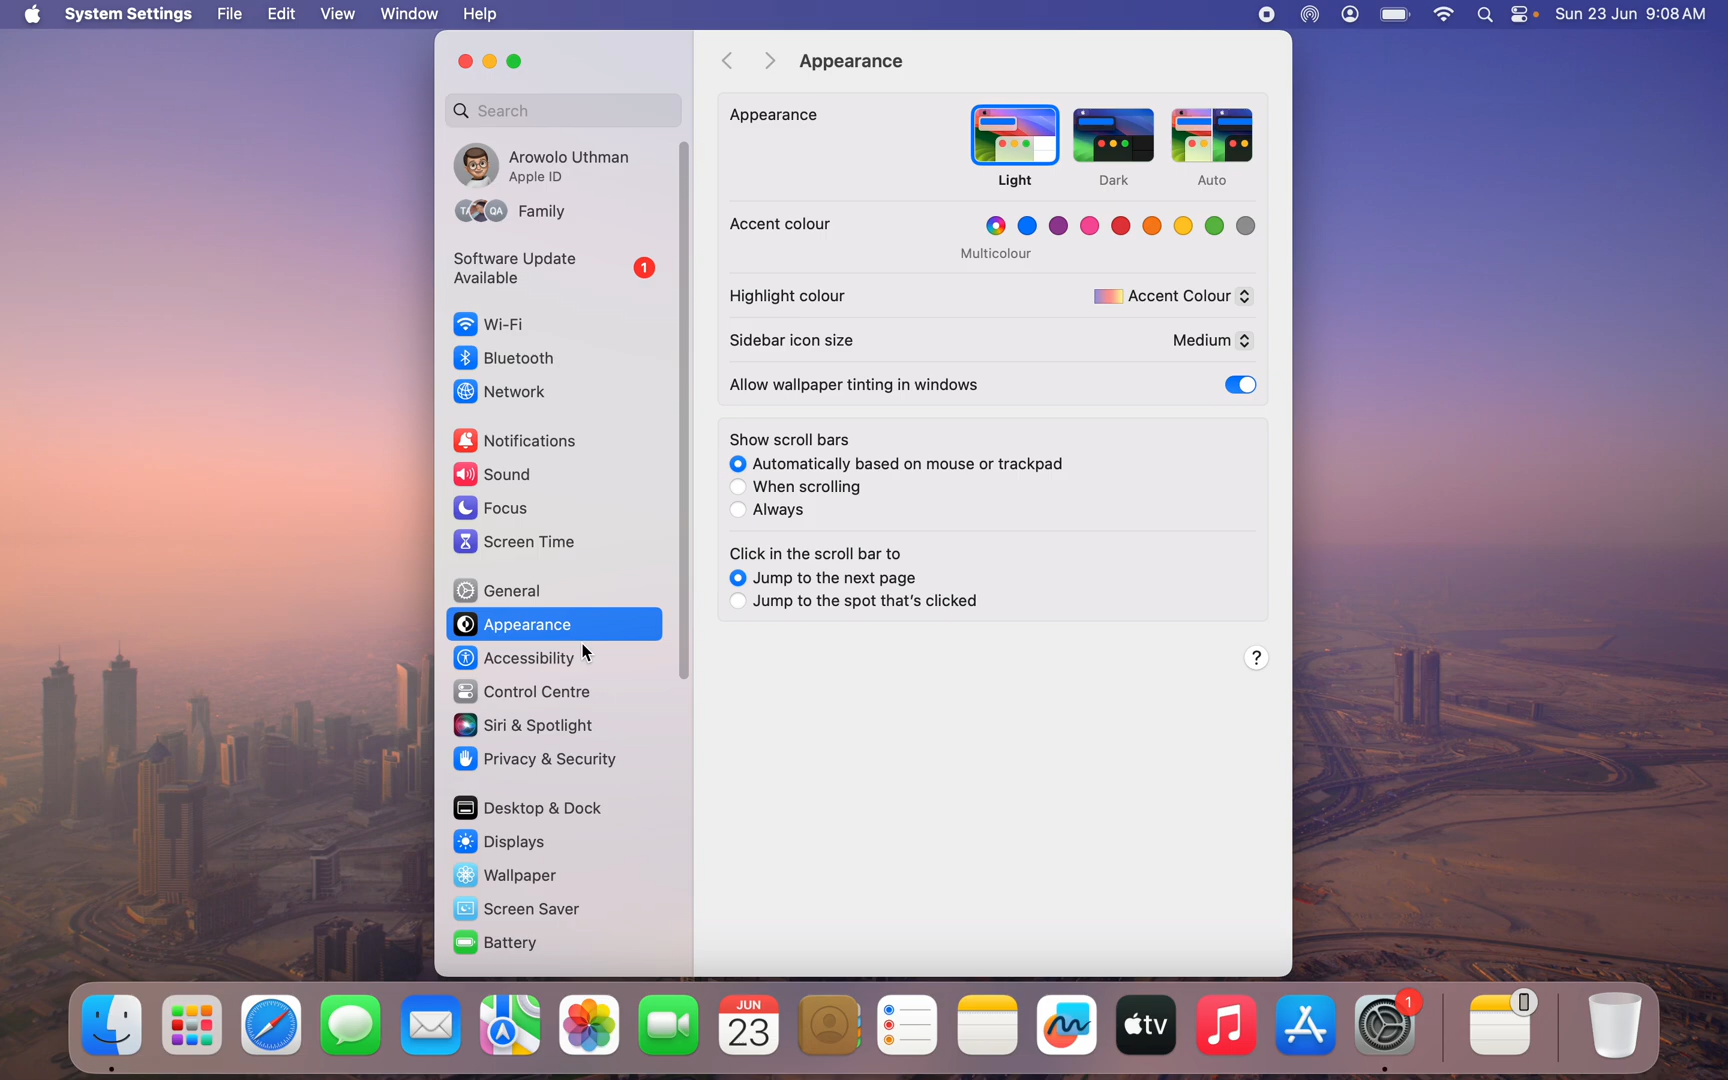 System Settings File Edit View Window Help
Sun 23 Jun 9:08 AM
Search
Arowolo Uthman
Apple ID
QA Family
Software Update
Available
1
Wi-Fi
Bluetooth
Network
Notifications
Sound
Focus
Screen Time
General
Appearance
Accessibility
Control Centre
Siri & Spotlight
Privacy & Security
Desktop & Dock
Displays
Wallpaper
Screen Saver
Battery
Appearance
Appearance
Light Dark Auto
Accent colour
Multicolour
Highlight colour Accent Colour
Sidebar icon size Medium
Allow wallpaper tinting in windows
Show scroll bars
Automatically based on mouse or trackpad
When scrolling
Always
Click in the scroll bar to
Jump to the next page
Jump to the spot that's clicked
?
JUN
23
tv
1